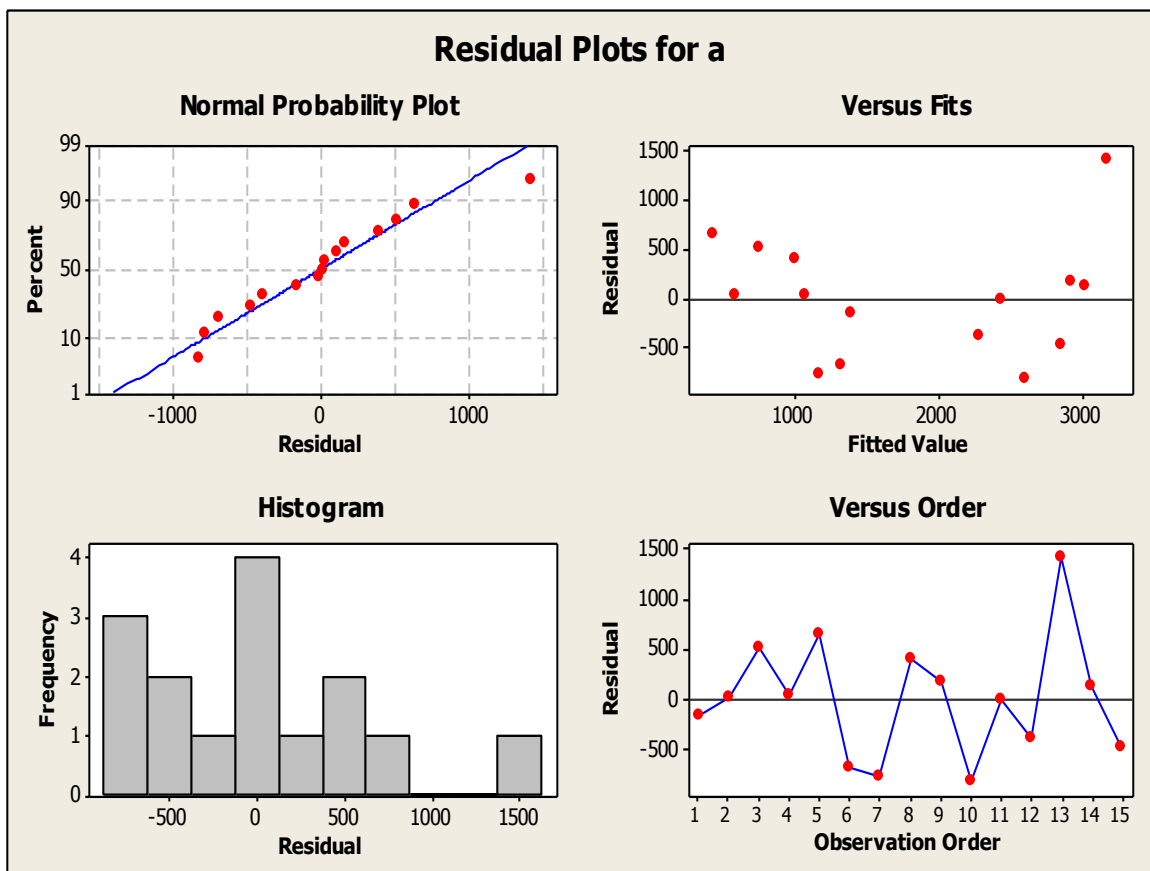 Residual Plots for a
Normal Probability Plot
99
90
50
10
1
Percent
-1000 0 1000
Residual
Versus Fits
1500
1000
500
0
-500
Residual
1000 2000 3000
Fitted Value
Histogram
4
3
2
1
0
Frequency
-500 0 500 1000 1500
Residual
Versus Order
1500
1000
500
0
-500
Residual
1 2 3 4 5 6 7 8 9 10 11 12 13 14 15
Observation Order